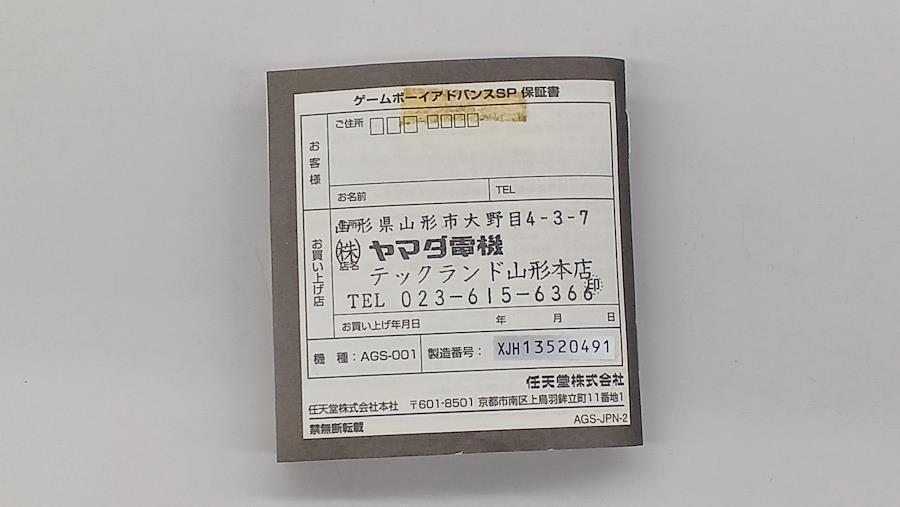 ゲームボーイアドバンスSP 保証書
お客様
ご住所
お名前
TEL
お買い上げ店
住所
山形県山形市大野目4-3-7
㈱ ヤマダ電機
店名
テックランド山形本店
印
TEL 023-615-6366
お買い上げ年月日 年 月 日
機 種：AGS-001
製造番号： XJH13520491
任天堂株式会社
任天堂株式会社本社 〒601-8501 京都市南区上鳥羽鉾立町11番地1
禁無断転載
AGS-JPN-2